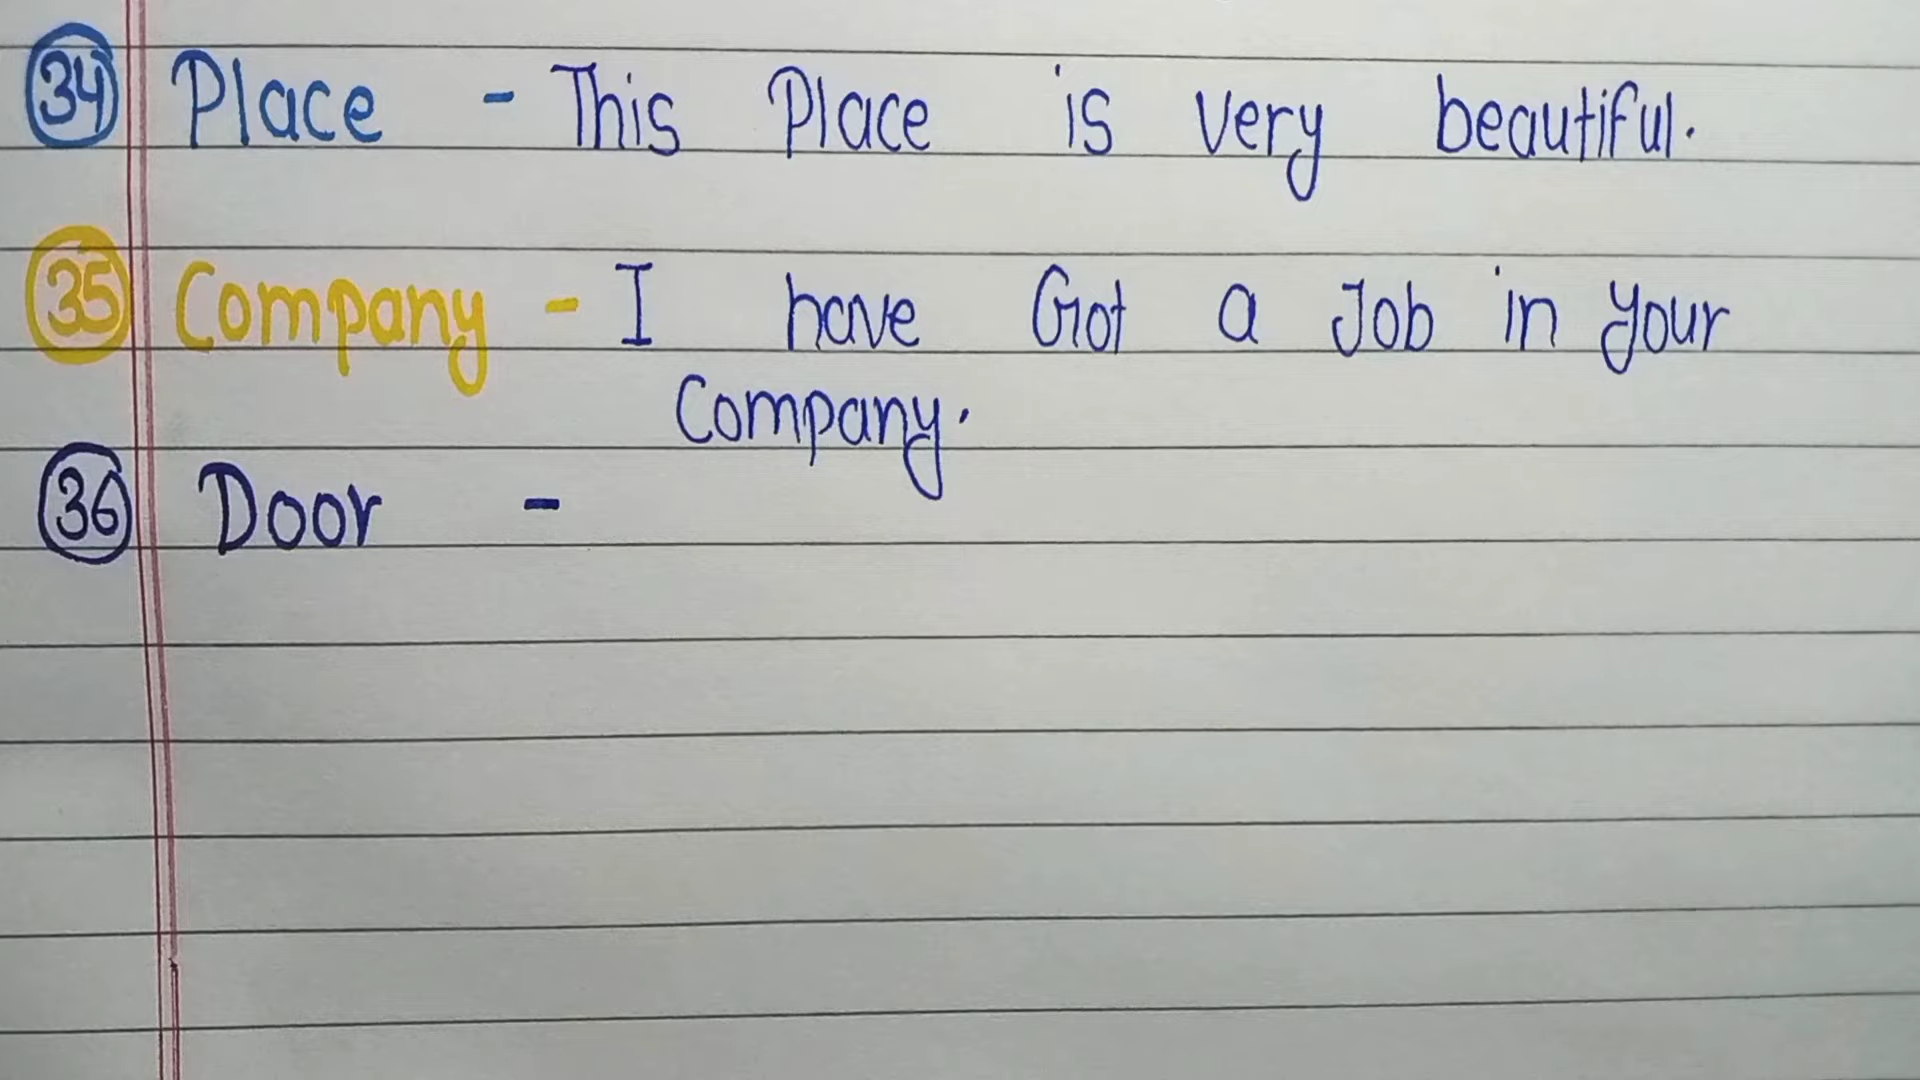 34 Place - This Place is very beautiful.
35 Company - I have Got a Job in your
Company.
36 Door -